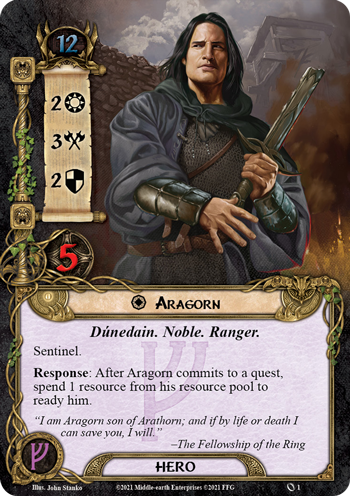 12
2
3
2
5
Aragorn
Dúnedain. Noble. Ranger.
Sentinel.
Response: After Aragorn commits to a quest,
spend 1 resource from his resource pool to
ready him.
“I am Aragorn son of Arathorn; and if by life or death I
can save you, I will.”
–The Fellowship of the Ring
HERO
Illus. John Stanko
©2021 Middle-earth Enterprises ©2021 FFG
1